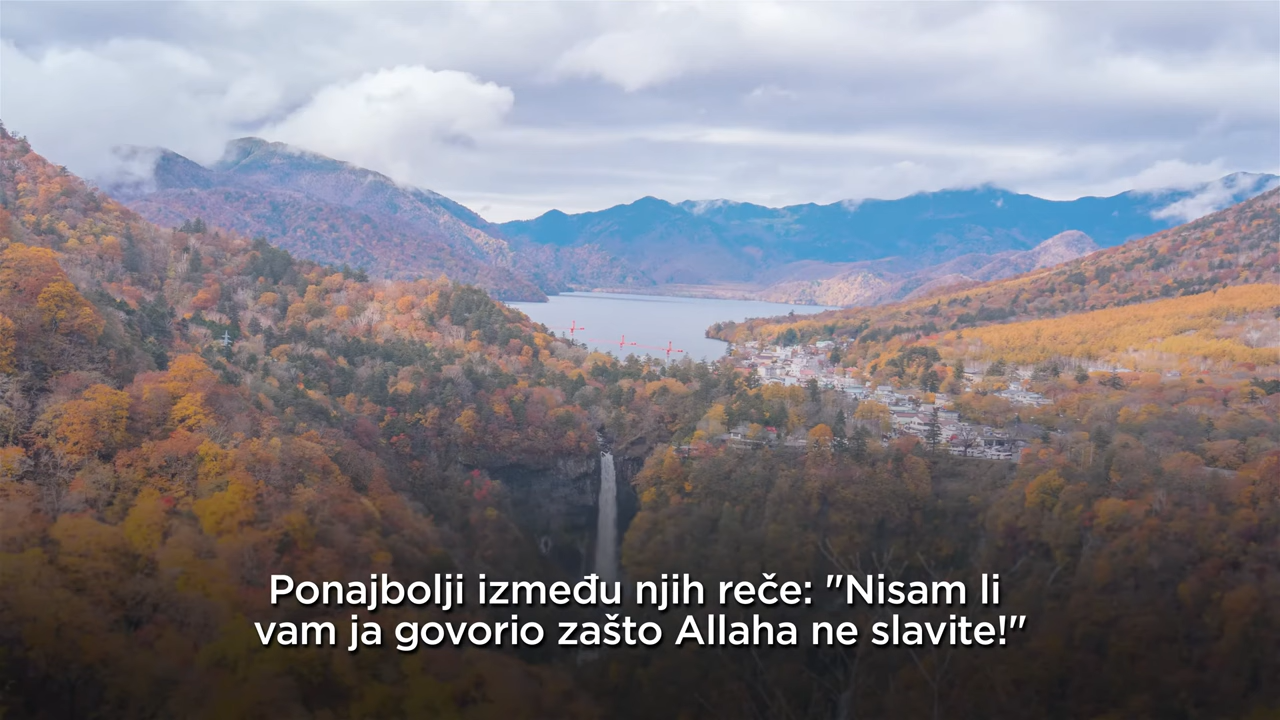 Ponajbolji između njih reče: "Nisam li
vam ja govorio zašto Allaha ne slavite!"